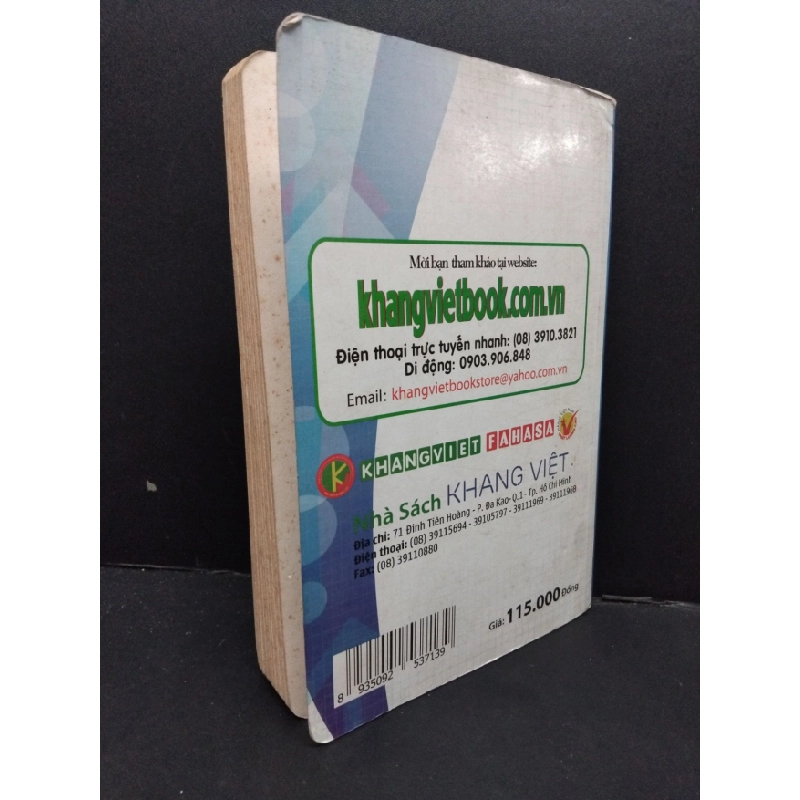 Mời bạn tham khảo tại website:
khangvietbook.com.vn
Điện thoại trực tuyến nhanh: (08) 3910.3821
Di động: 0903.906.848
Email: khangvietbookstore@yahoo.com.vn
K KHANGVIET FAHASA
Nhà Sách KHANG VIỆT
Địa chỉ: 71 Đinh Tiên Hoàng - P. Đa Kao- Q.1 - Tp. Hồ Chí Minh
Điện thoại: (08) 39115694 - 39105797 - 39111969 - 39111968
Fax: (08) 39110880
Giá: 115.000 Đồng
8 935092 537139